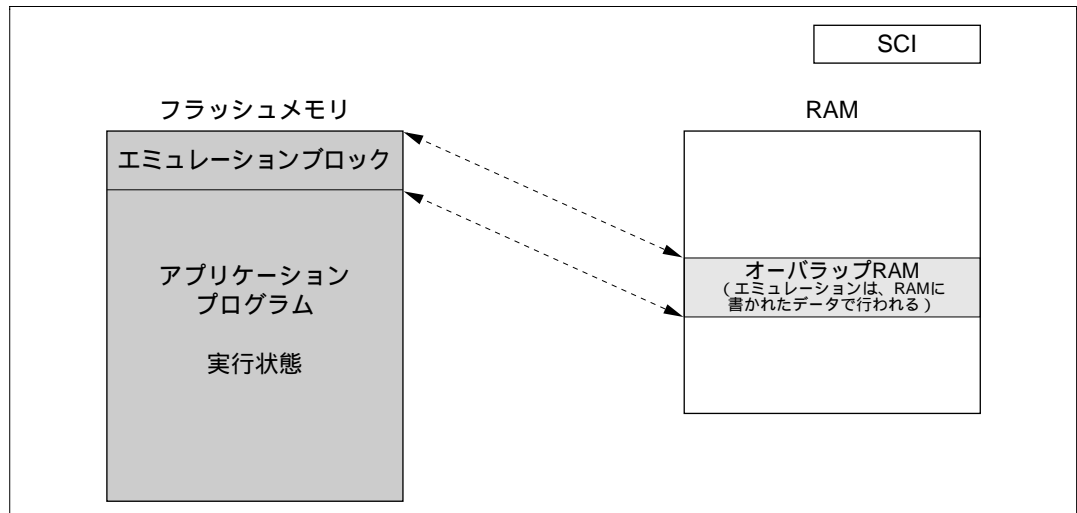 SCI
フラッシュメモリ
RAM
エミュレーションブロック
アプリケーション
プログラム
実行状態
オーバラップRAM
(エミュレーションは、RAMに
書かれたデータで行われる)